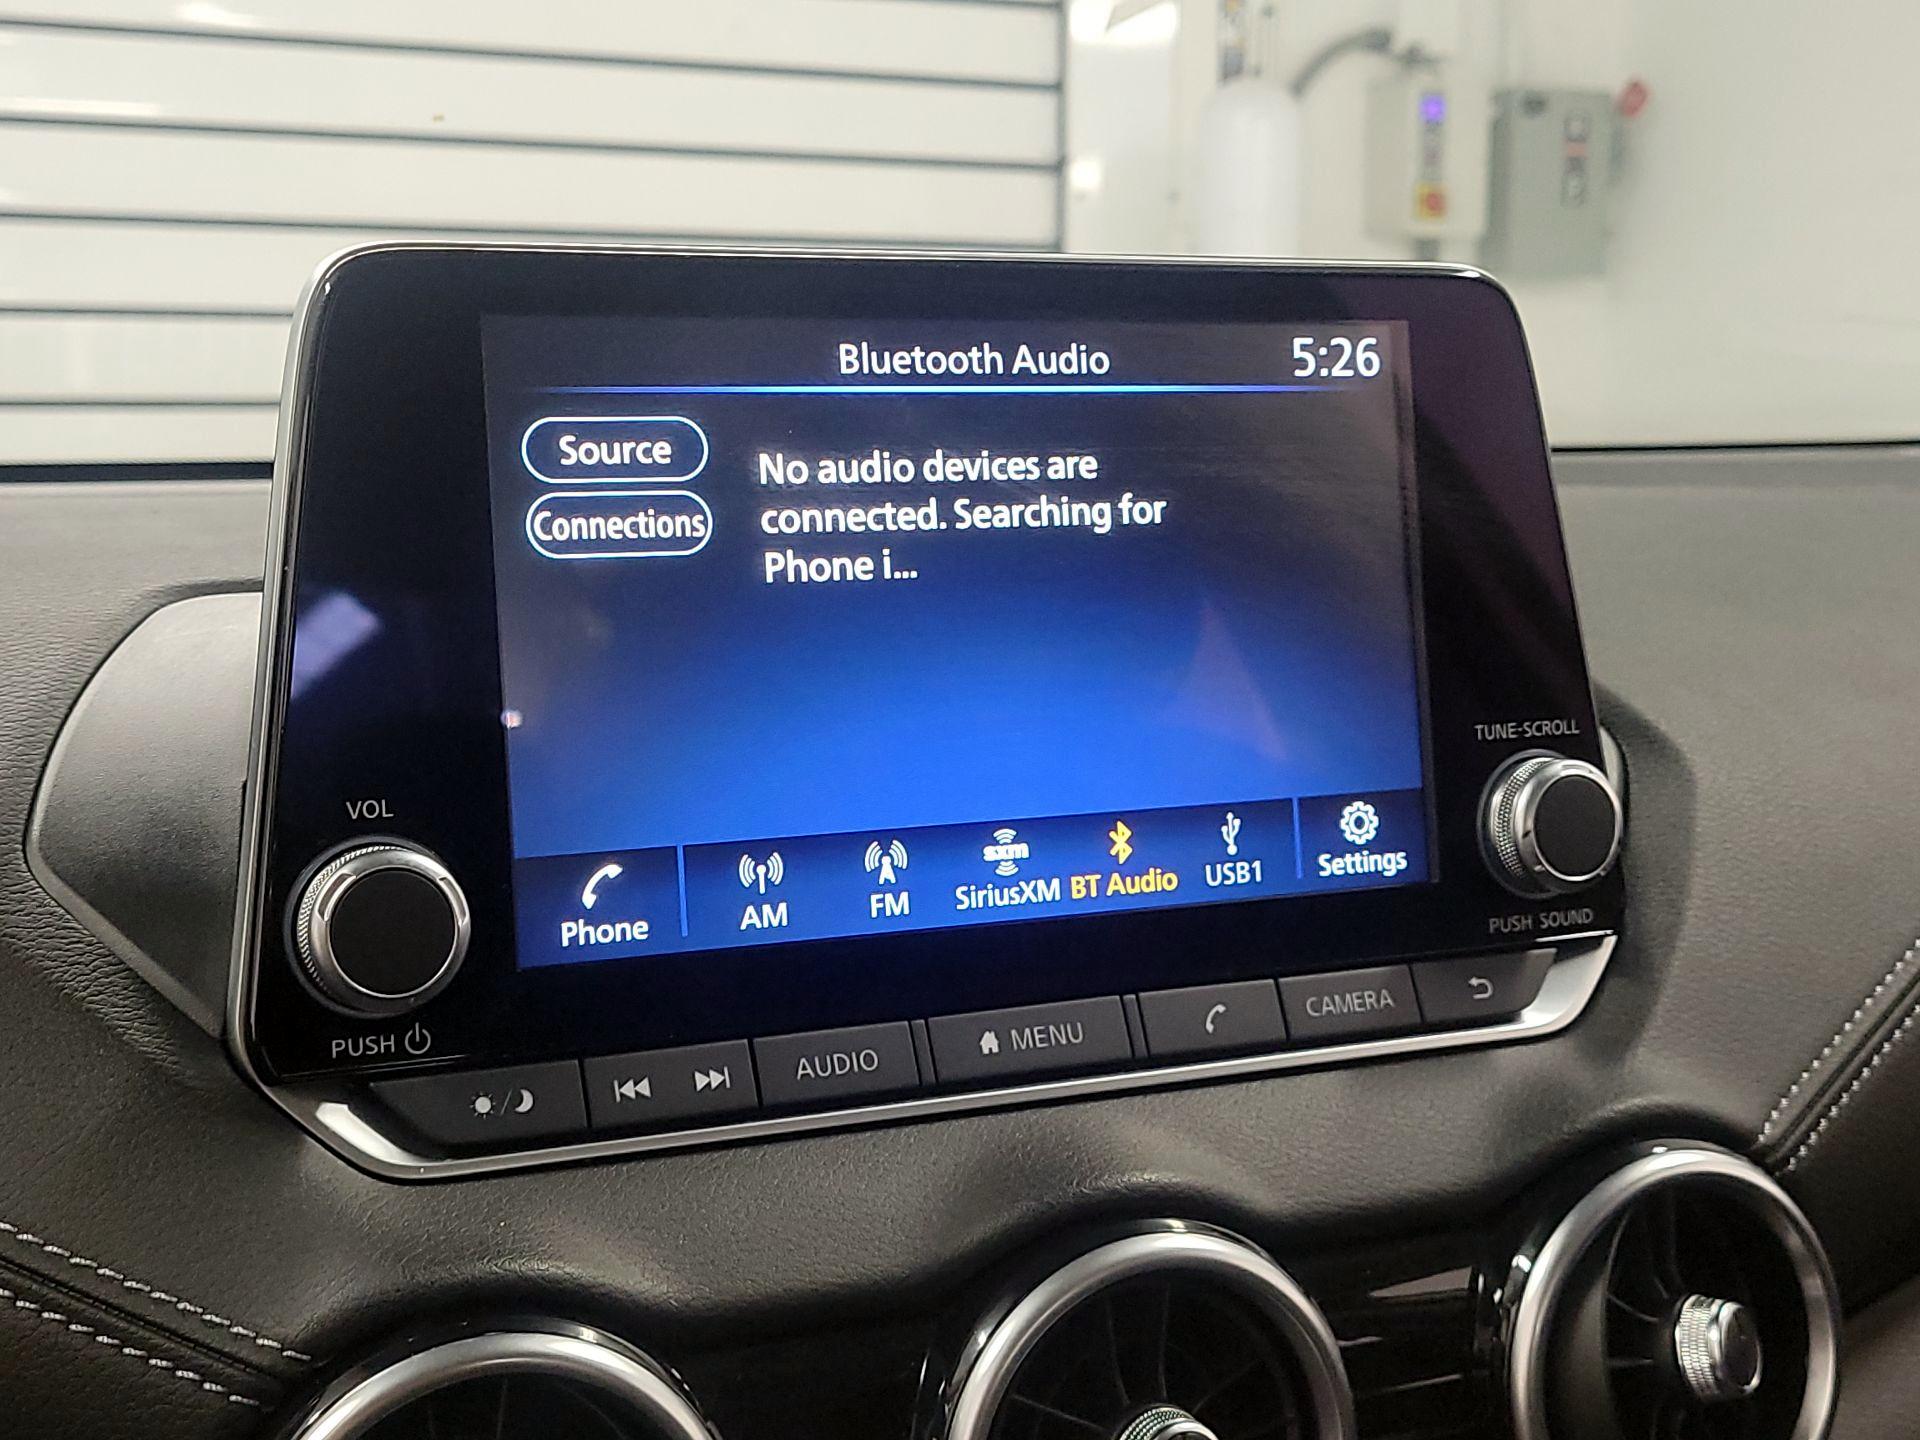 Bluetooth Audio 5:26
Source
Connections
No audio devices are
connected. Searching for
Phone i...
VOL
TUNE-SCROLL
Phone
AM
FM
sxm
SiriusXM
BT Audio
USB1
Settings
PUSH
PUSH SOUND
AUDIO
MENU
CAMERA